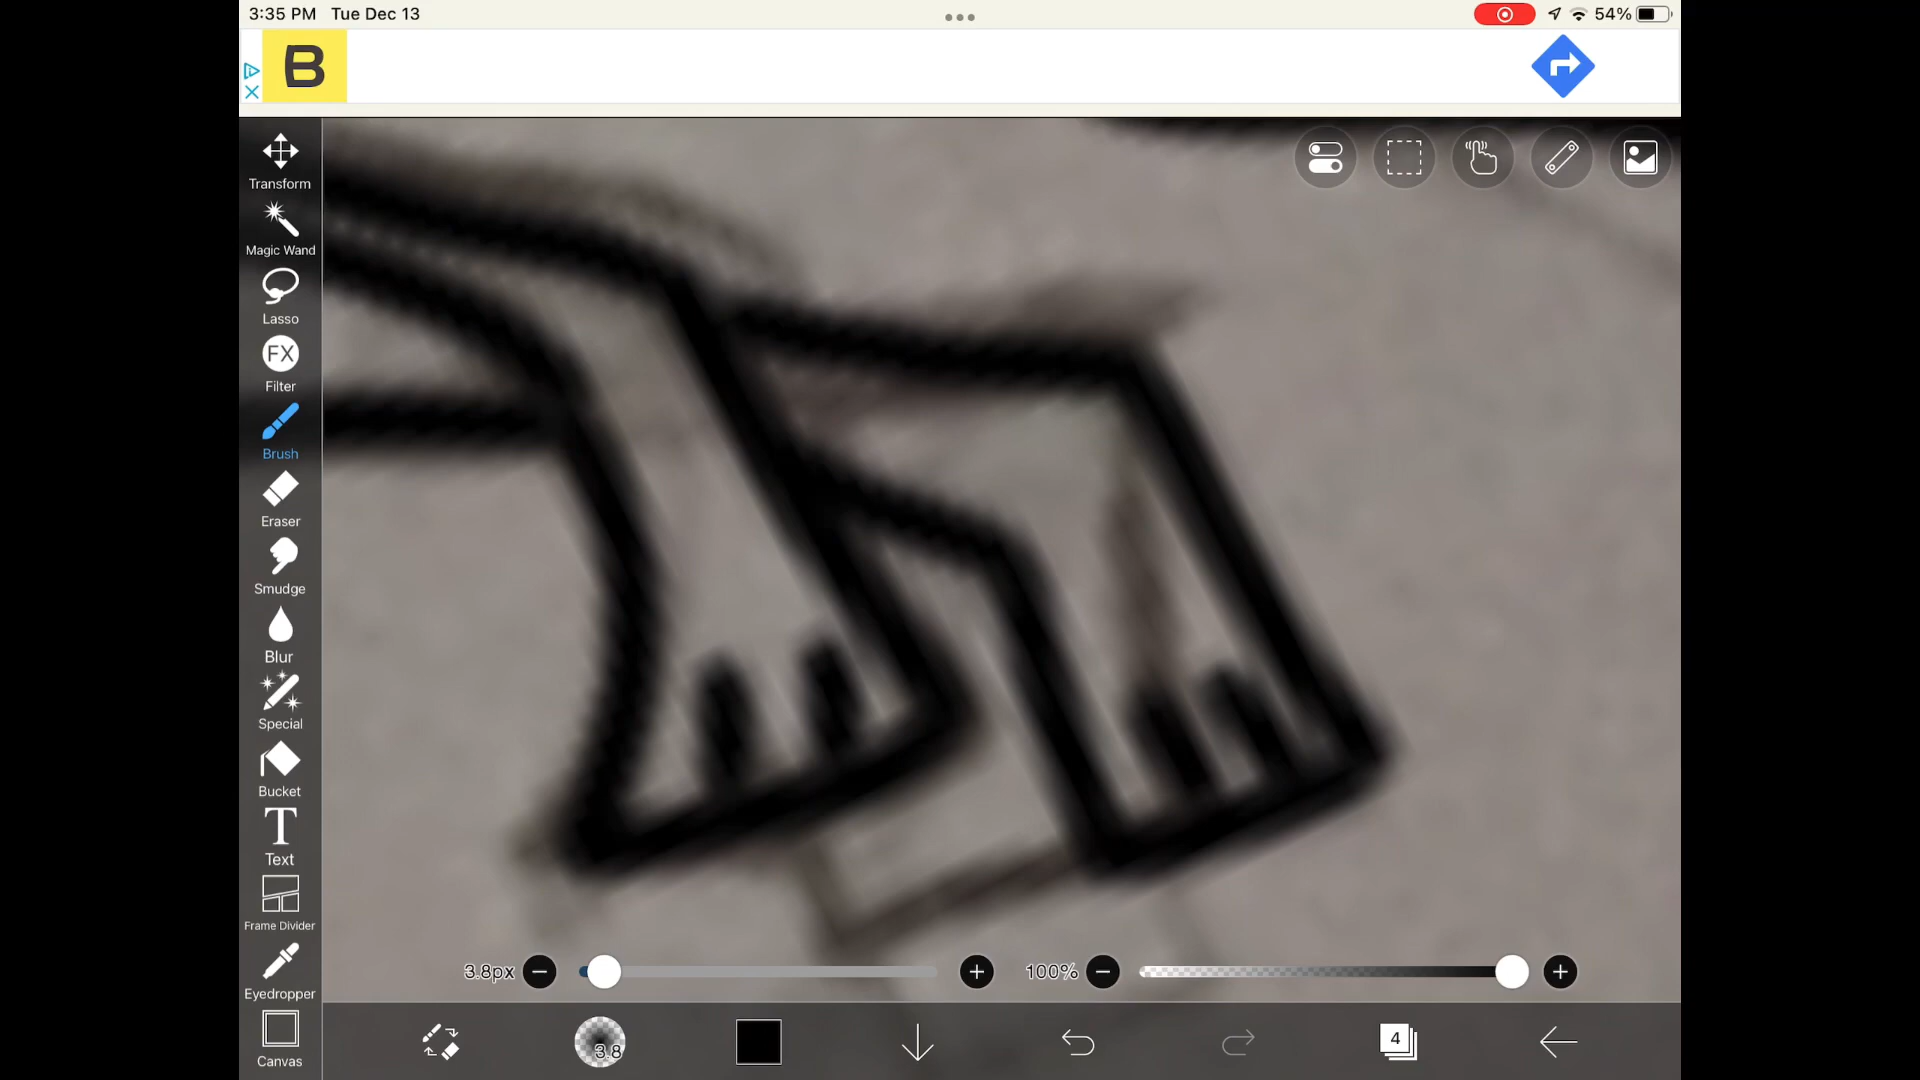 3:35 PM Tue Dec 13
54%
B
Transform
Magic Wand
Lasso
FX
Filter
Brush
Eraser
Smudge
Blur
Special
Bucket
T
Text
Frame Divider
Eyedropper
Canvas
3.8px
100%
3.8
4